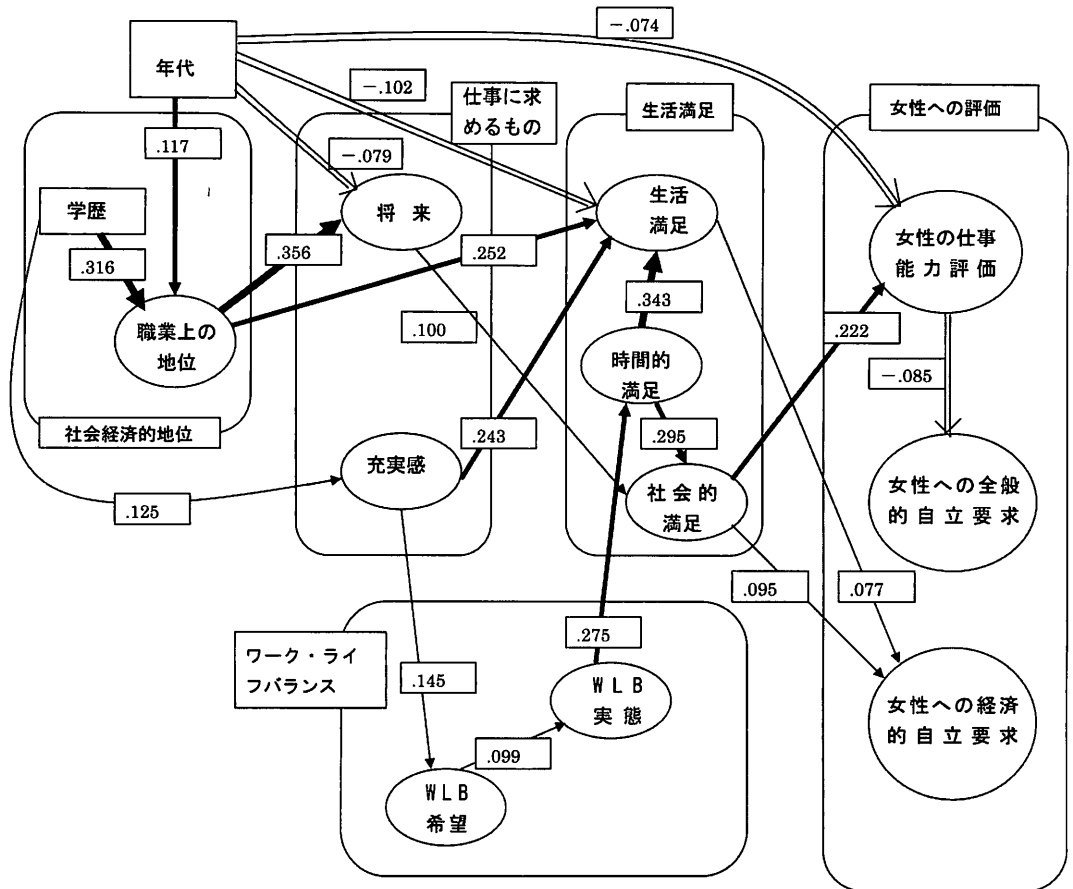 −.074
年代
−.102
仕事に求
めるもの
生活満足
女性への評価
.117
−.079
学歴
将 来
生活
満足
女性の仕事
能 力 評 価
.316
.356
.252
.343
職業上の
地位
.100
時間的
満足
.222
−.085
社会経済的地位
.243
.295
充実感
社 会 的
満足
女性への全般
的 自 立 要 求
.125
.095
.077
ワーク・ライ
フバランス
.275
.145
ＷＬＢ
実 態
女性への経済
的 自 立 要 求
.099
ＷＬＢ
希望